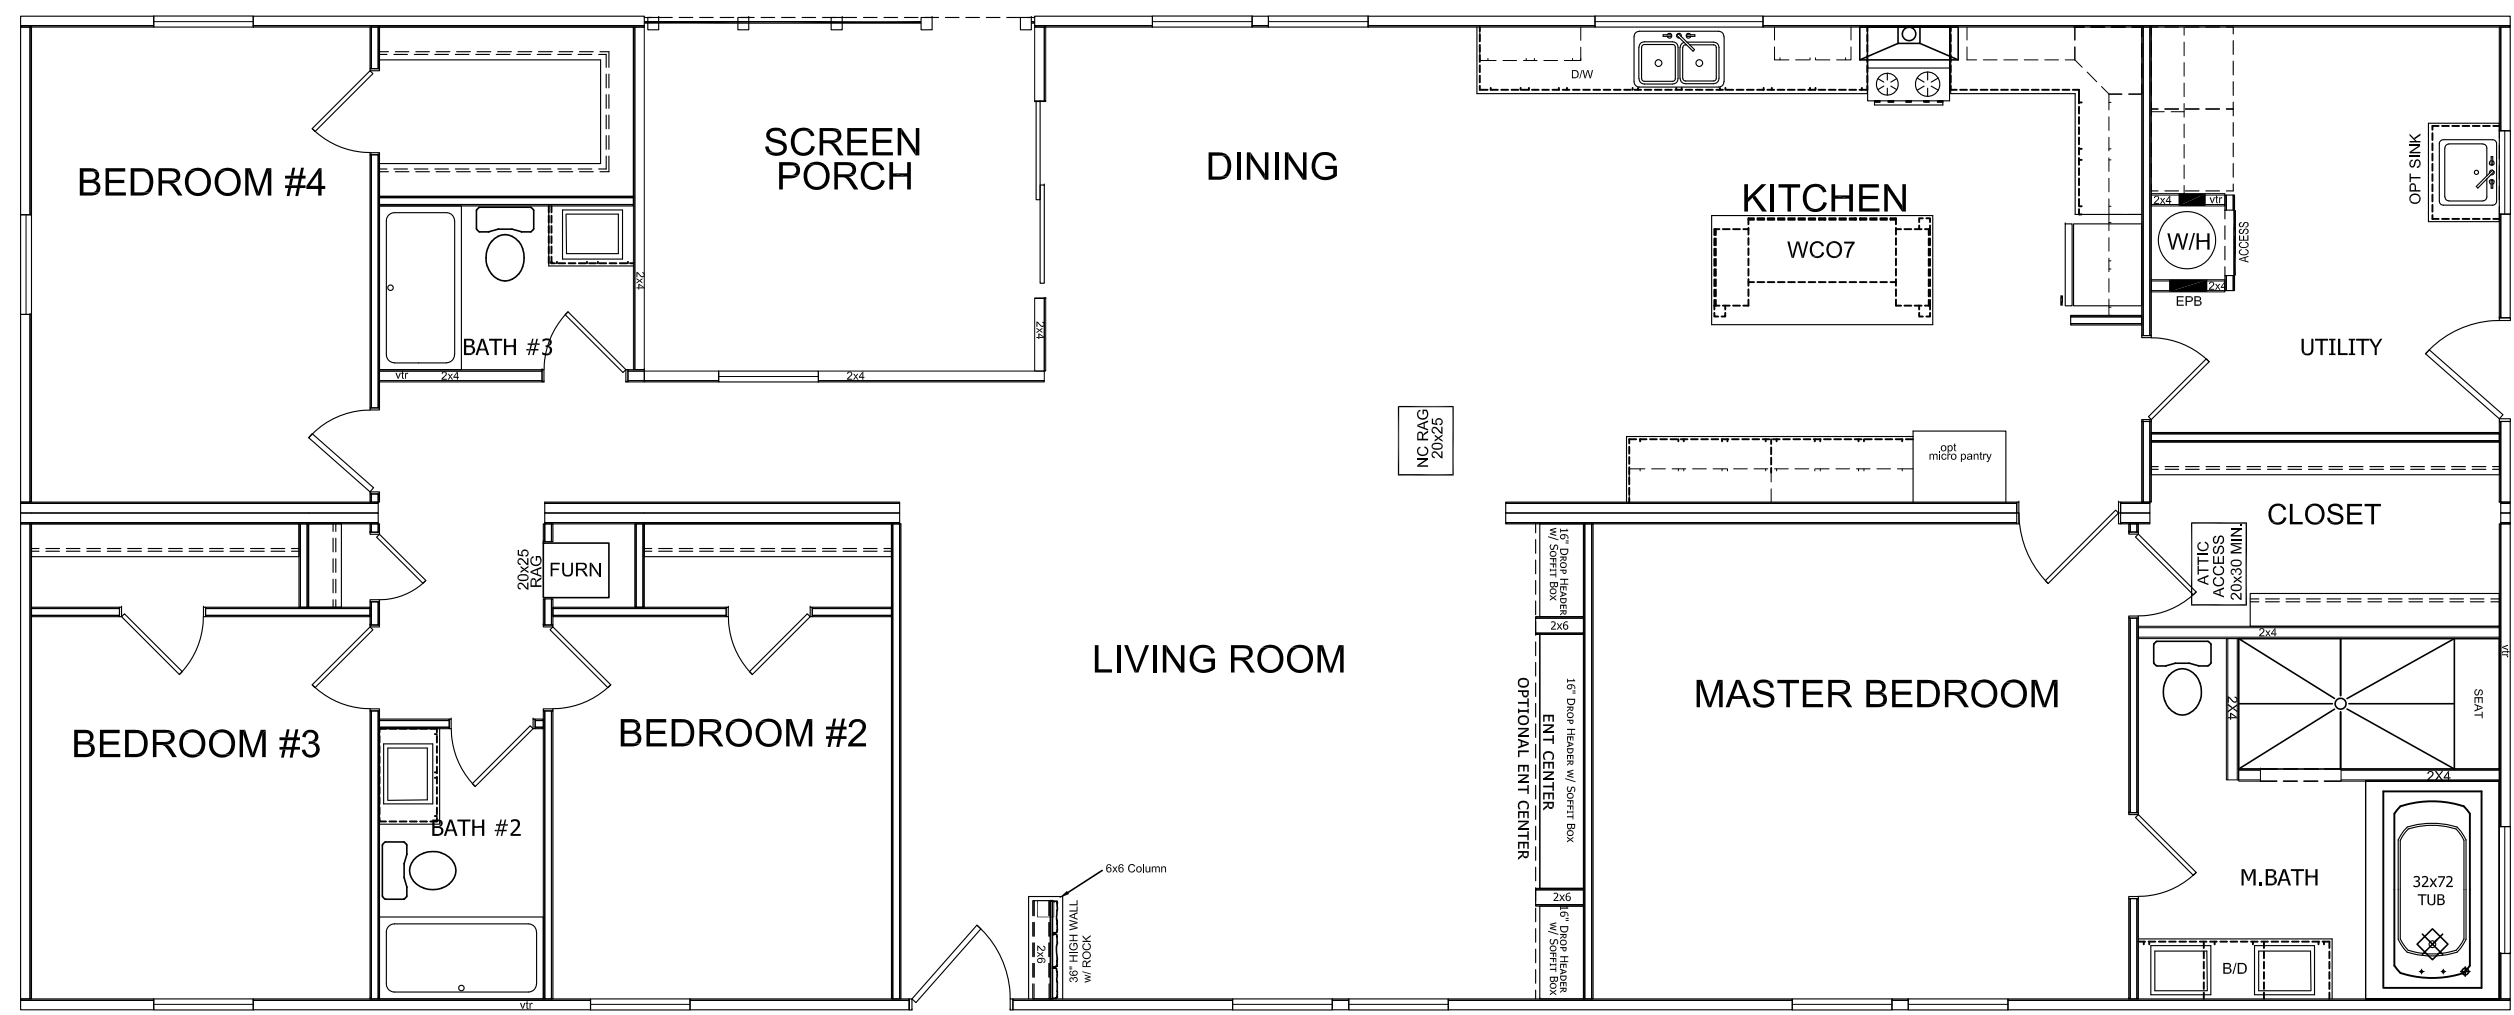 SCREEN
PORCH
DINING
D/W
KITCHEN
WCO7
BEDROOM #4
2x4
BATH #3
vtr
2x4
2x4
2x4
OPT SINK
2x4
vtr
W/H
ACCESS
2x4
EPB
UTILITY
NC RAG
20x25
opt
micro pantry
CLOSET
ATTIC
ACCESS
20x30 MIN.
2x4
20x25
RAG
FURN
16" DROP HEADER
W/ SOFFIT BOX
2x6
LIVING ROOM
OPTIONAL ENT CENTER
ENT CENTER
16" DROP HEADER W/ SOFFIT BOX
2x6
16" DROP HEADER
W/ SOFFIT BOX
MASTER BEDROOM
2X4
SEAT
vtr
2X4
BEDROOM #3
BEDROOM #2
BATH #2
vtr
6x6 Column
2x6
36" HIGH WALL
w/ ROCK
M.BATH
32x72
TUB
B/D